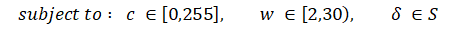 subject to : c ∈ [0,255], w ∈ [2,30), δ ∈ S